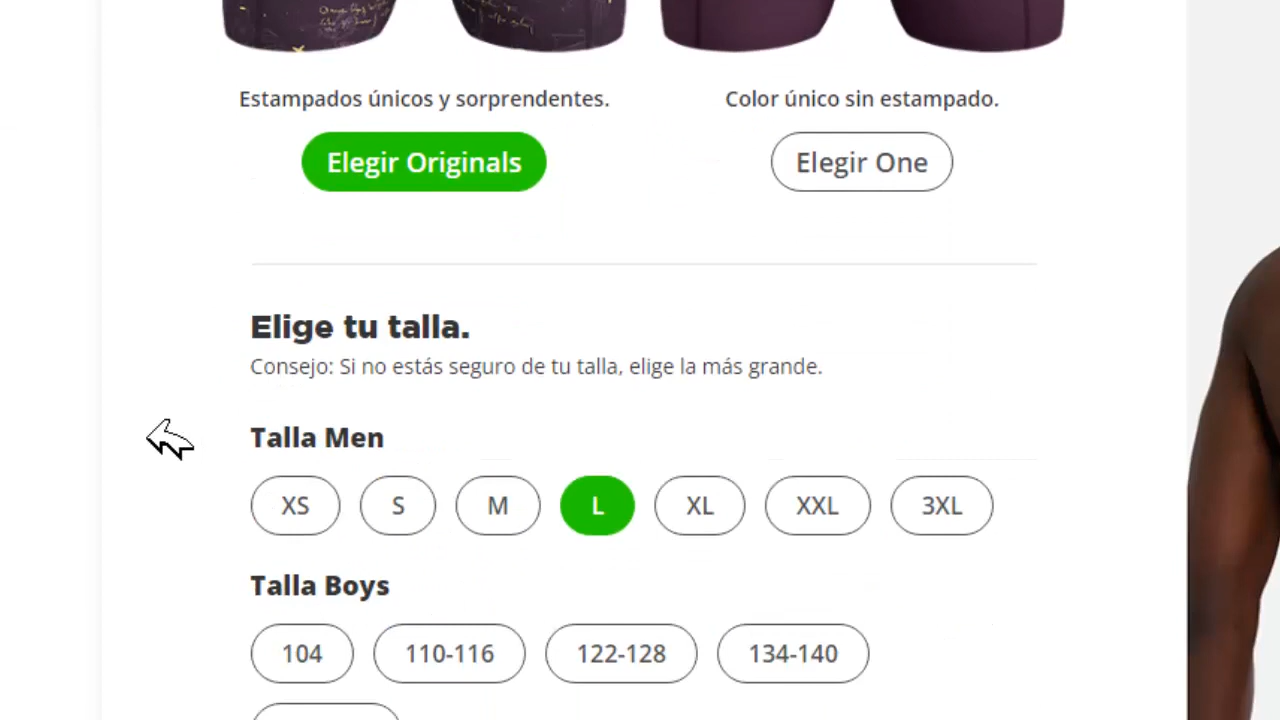 Estampados únicos y sorprendentes.
Color único sin estampado.
Elegir Originals
Elegir One
Elige tu talla.
Consejo: Si no estás seguro de tu talla, elige la más grande.
Talla Men
XS S M L XL XXL 3XL
Talla Boys
104 110-116 122-128 134-140